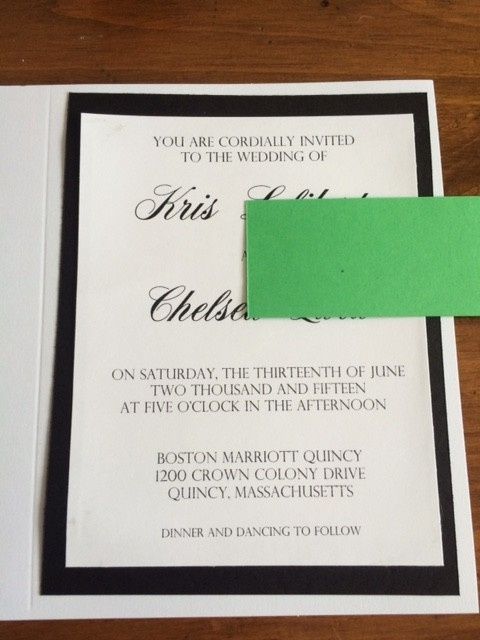 YOU ARE CORDIALLY INVITED
TO THE WEDDING OF
Kris
Chelsea
ON SATURDAY, THE THIRTEENTH OF JUNE
TWO THOUSAND AND FIFTEEN
AT FIVE O'CLOCK IN THE AFTERNOON
BOSTON MARRIOTT QUINCY
1200 CROWN COLONY DRIVE
QUINCY, MASSACHUSETTS
DINNER AND DANCING TO FOLLOW